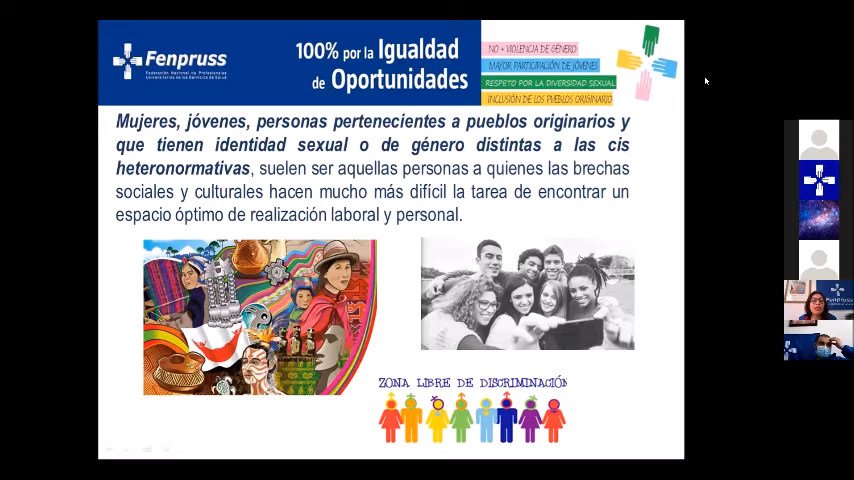 Fenpruss
Federación Nacional de Profesionales
Universitarios de los Servicios de Salud
100% por la Igualdad
de Oportunidades
NO + VIOLENCIA DE GÉNERO
MAYOR PARTICIPACIÓN DE JÓVENES
RESPETO POR LA DIVERSIDAD SEXUAL
INCLUSIÓN DE LOS PUEBLOS ORIGINARIO
Mujeres, jóvenes, personas pertenecientes a pueblos originarios y
que tienen identidad sexual o de género distintas a las cis
heteronormativas, suelen ser aquellas personas a quienes las brechas
sociales y culturales hacen mucho más difícil la tarea de encontrar un
espacio óptimo de realización laboral y personal.
ZONA LIBRE DE DISCRIMINACIÓN